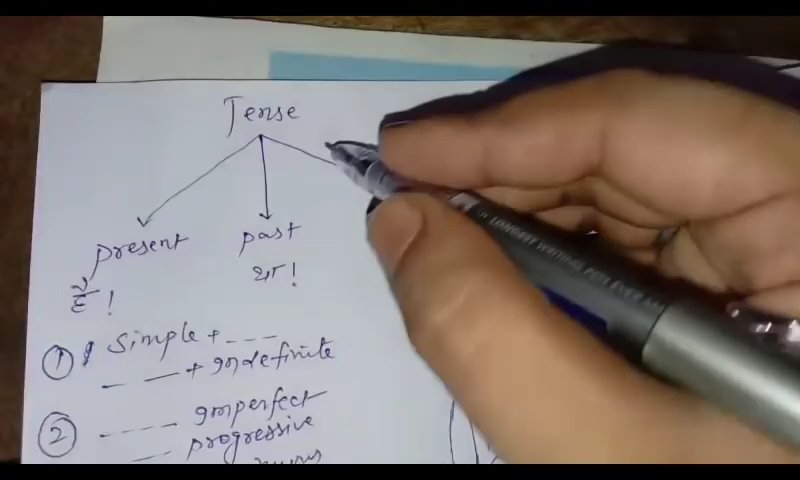 Tense
present past
है ! था !
① Simple + ---
-- — + indefinite
② ---- imperfect
—— progressive